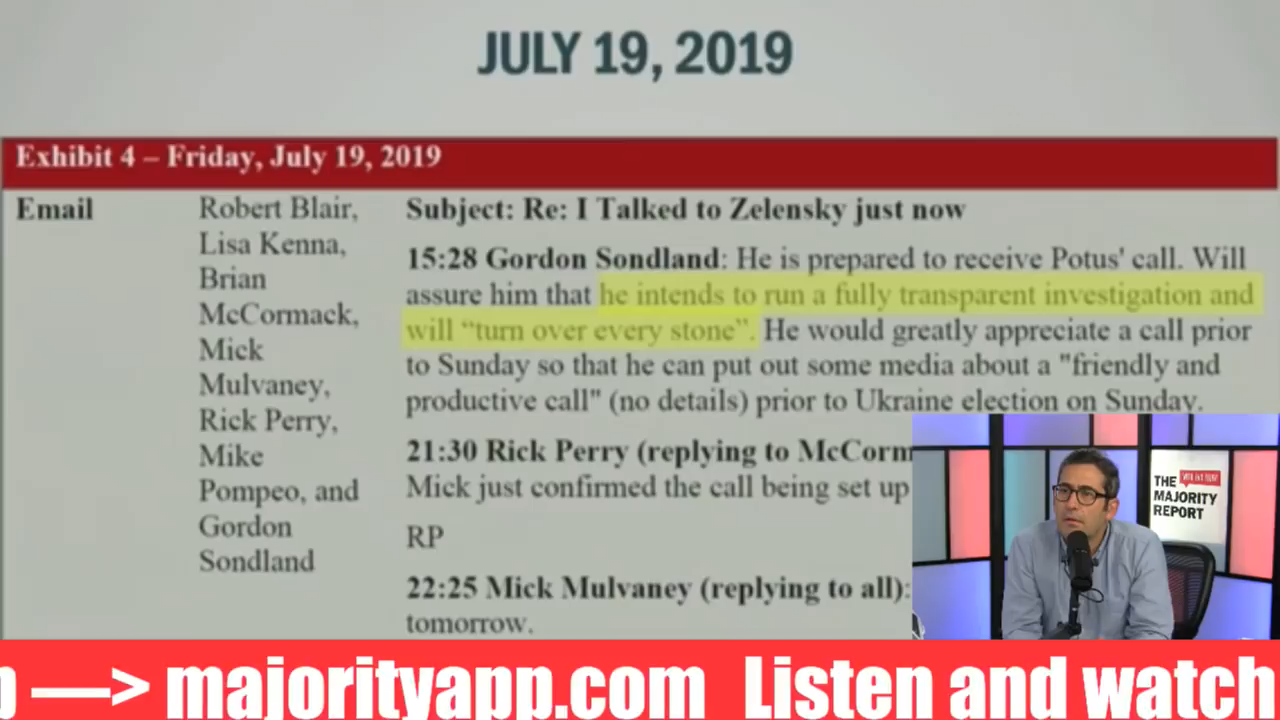 JULY 19, 2019
Exhibit 4 – Friday, July 19, 2019
Email
Robert Blair,
Lisa Kenna,
Brian
McCormack,
Mick
Mulvaney,
Rick Perry,
Mike
Pompeo, and
Gordon
Sondland
Subject: Re: I Talked to Zelensky just now
15:28 Gordon Sondland: He is prepared to receive Potus' call. Will
assure him that he intends to run a fully transparent investigation and
will “turn over every stone”. He would greatly appreciate a call prior
to Sunday so that he can put out some media about a "friendly and
productive call" (no details) prior to Ukraine election on Sunday.
21:30 Rick Perry (replying to McCorm
Mick just confirmed the call being set up
RP
22:25 Mick Mulvaney (replying to all):
tomorrow.
THE
MAJORITY
REPORT
—> majorityapp.com Listen and watch